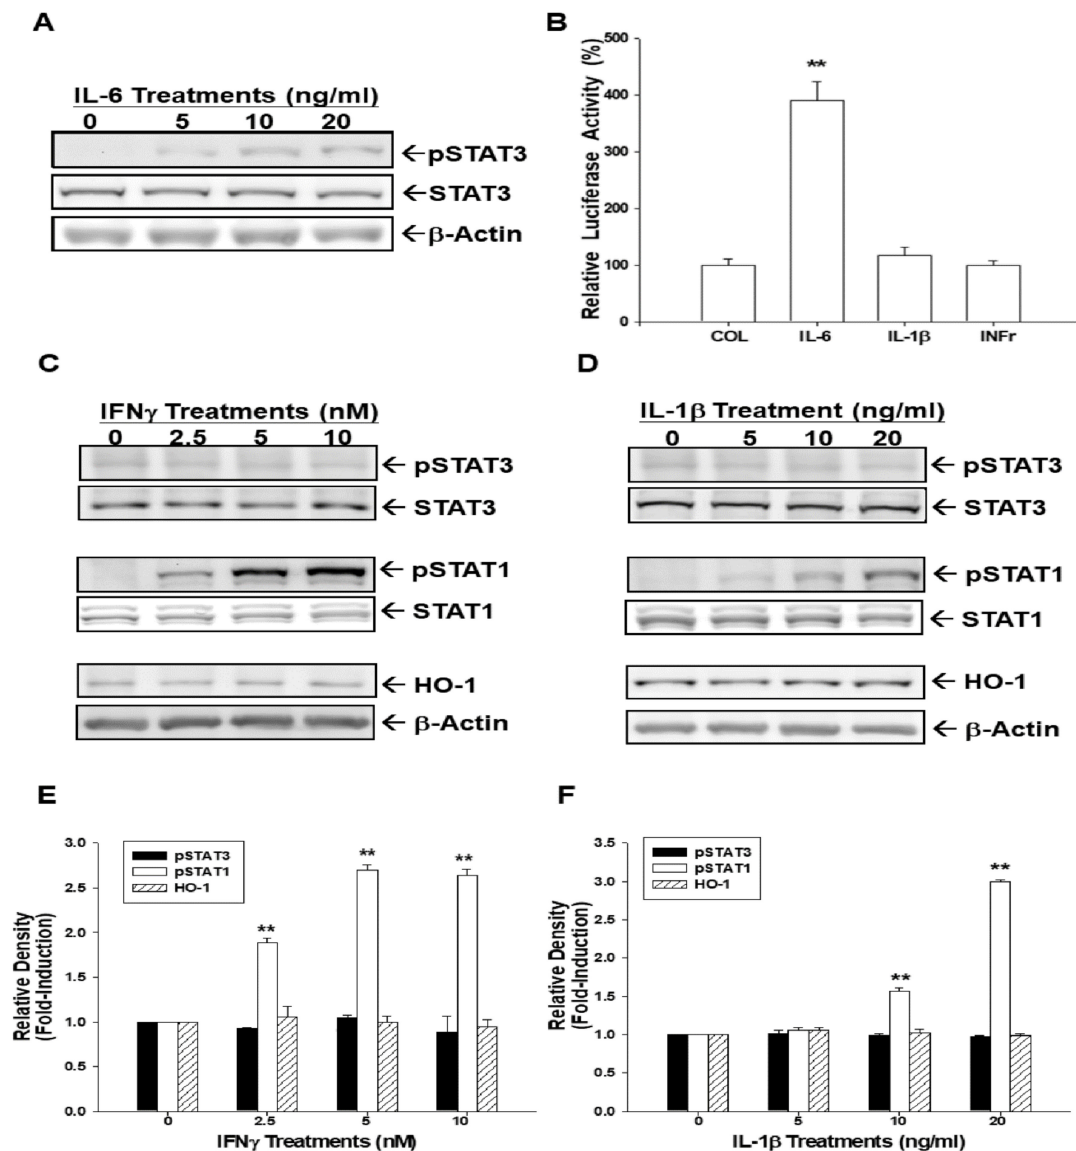 A
IL-6 Treatments (ng/ml)
0 5 10 20
←pSTAT3
←STAT3
←β-Actin
B
Relative Luciferase Activity (%)
500
400
300
200
100
0
**
COL IL-6 IL-1β INFr
C
IFNγ Treatments (nM)
0 2.5 5 10
← pSTAT3
← STAT3
← pSTAT1
← STAT1
← HO-1
← β-Actin
D
IL-1β Treatment (ng/ml)
0 5 10 20
← pSTAT3
← STAT3
← pSTAT1
← STAT1
← HO-1
← β-Actin
E
Relative Density
(Fold-Induction)
3.0
2.5
2.0
1.5
1.0
0.5
0.0
pSTAT3
pSTAT1
HO-1
** ** **
0 2.5 5 10
IFNγ Treatments (nM)
F
Relative Density
(Fold-Induction)
3.5
3.0
2.5
2.0
1.5
1.0
0.5
0.0
pSTAT3
pSTAT1
HO-1
** **
0 5 10 20
IL-1β Treatments (ng/ml)